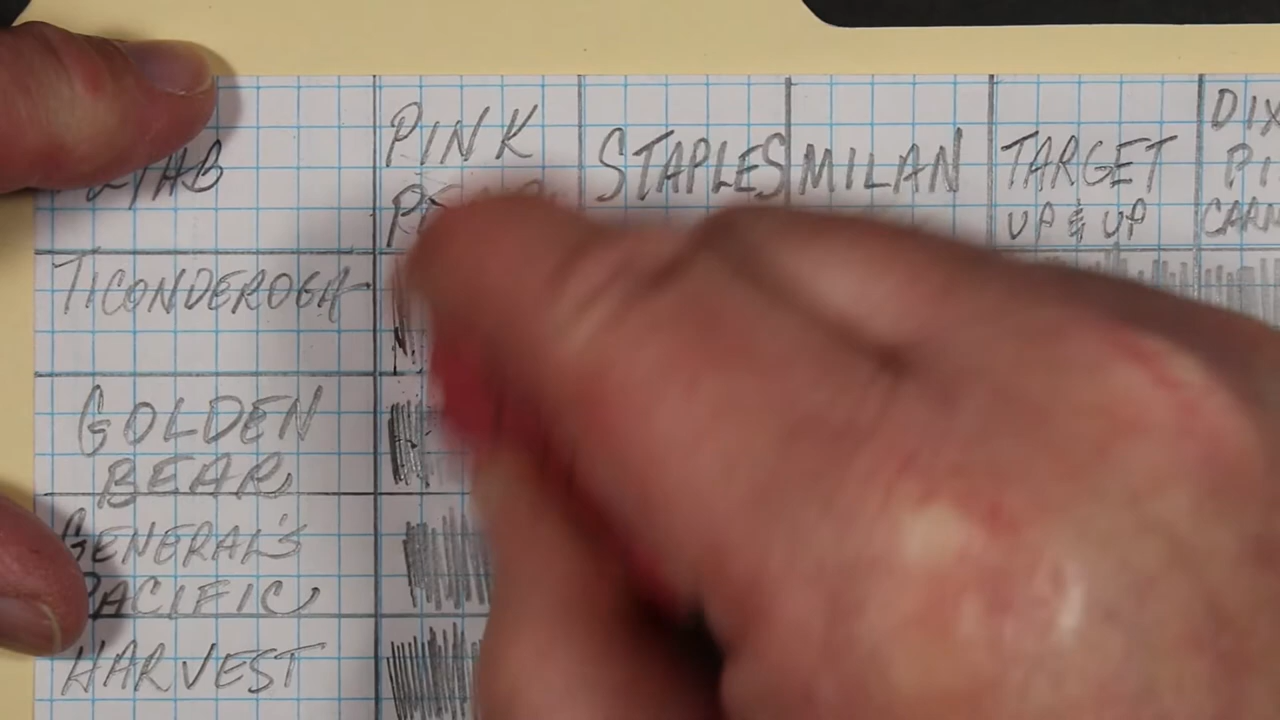 PINK
STAPLES
MILAN
TARGET
UP & UP
TICONDEROGA
GOLDEN
BEAR
GENERAL'S
PACIFIC
HARVEST